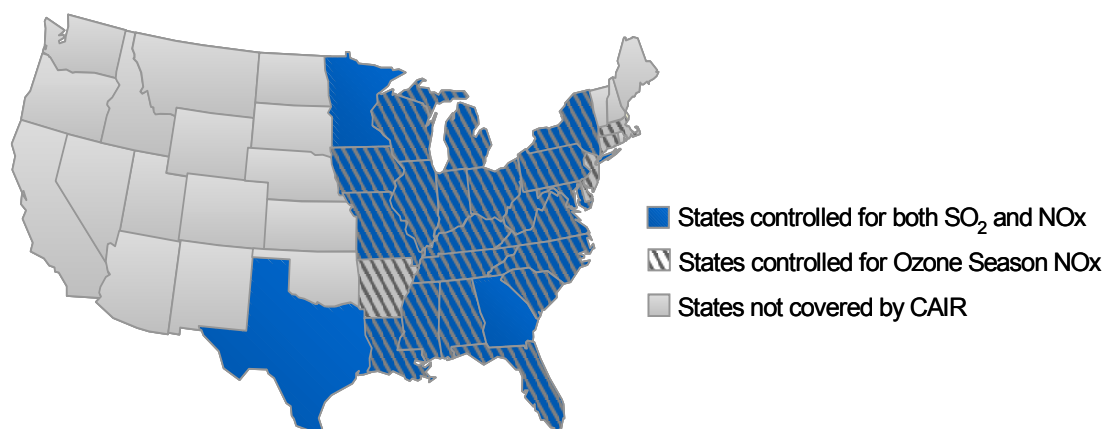 States controlled for both SO₂ and NOx
States controlled for Ozone Season NOx
States not covered by CAIR